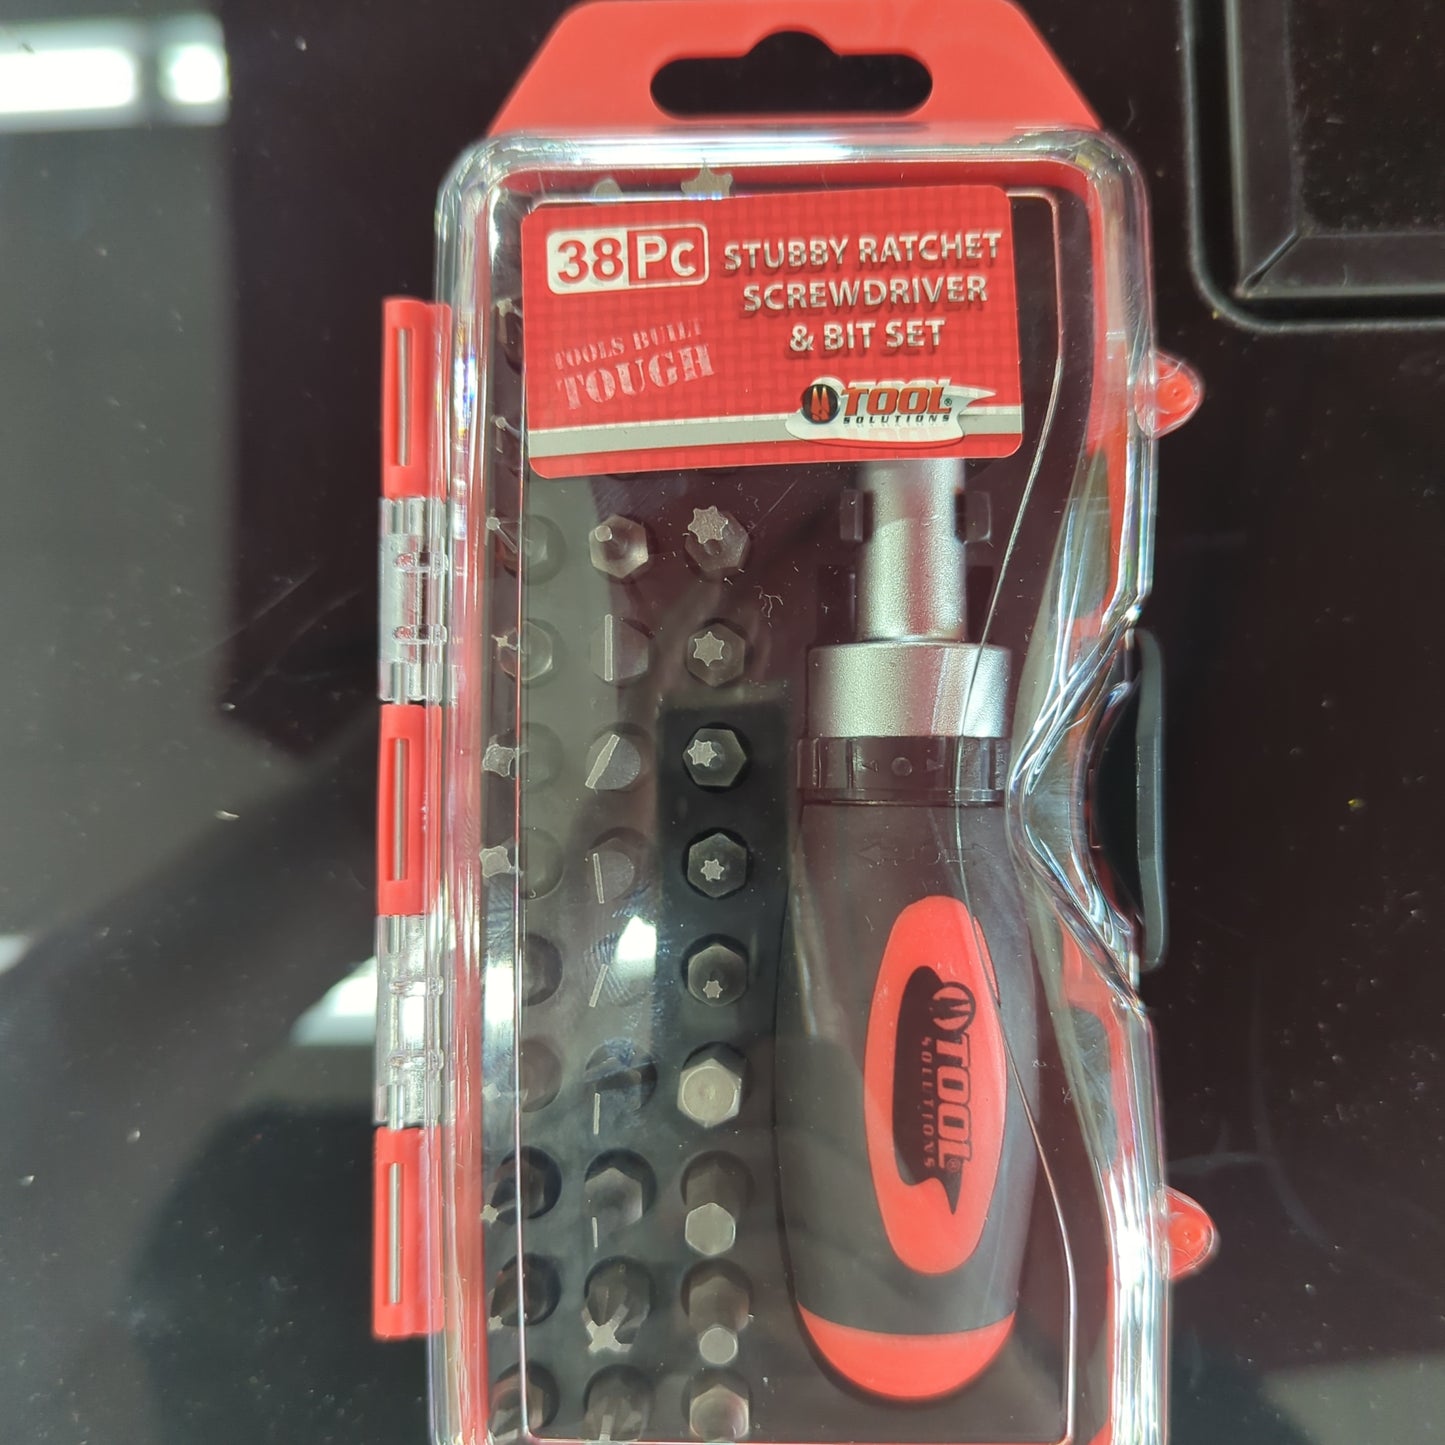 38 Pc
STUBBY RATCHET
SCREWDRIVER
& BIT SET
TOOLS BUILT
TOUGH
TOOL®
SOLUTIONS
TOOL®
SOLUTIONS